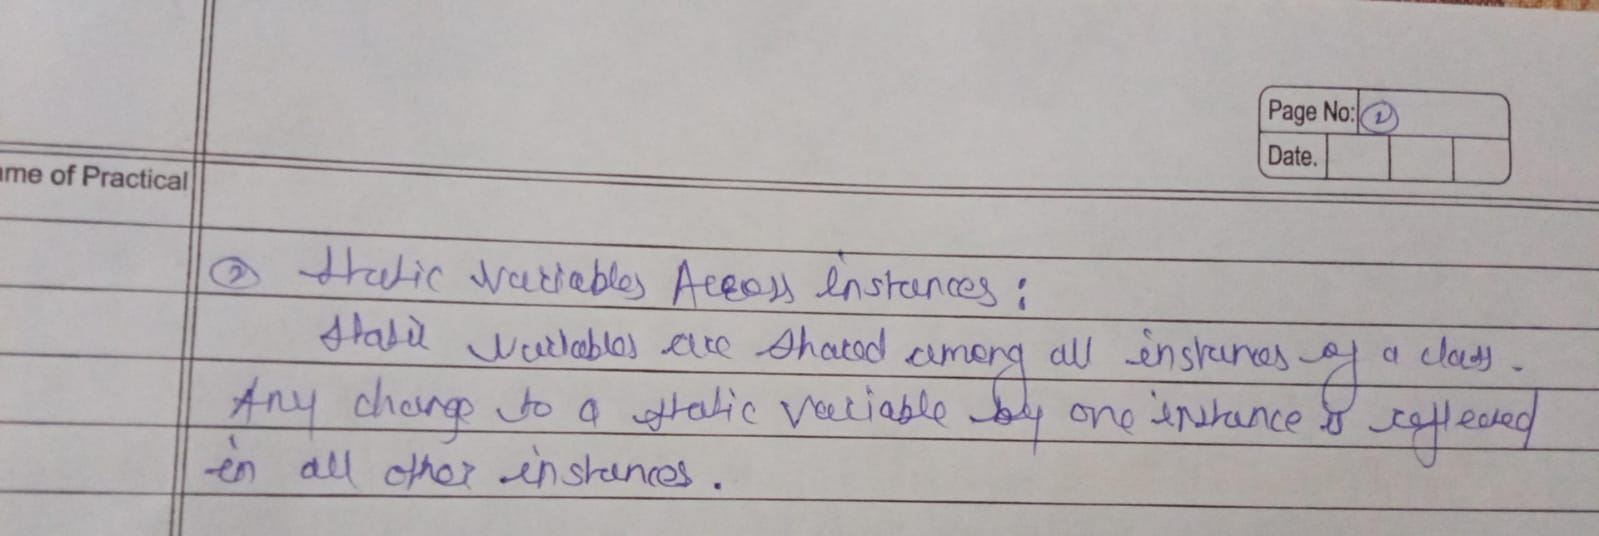 Page No: ②
Date.
ame of Practical
② Static Variables Across Instances :
Static variables are shared among all instances of a class.
Any change to a static variable by one instance is reflected
in all other instances.